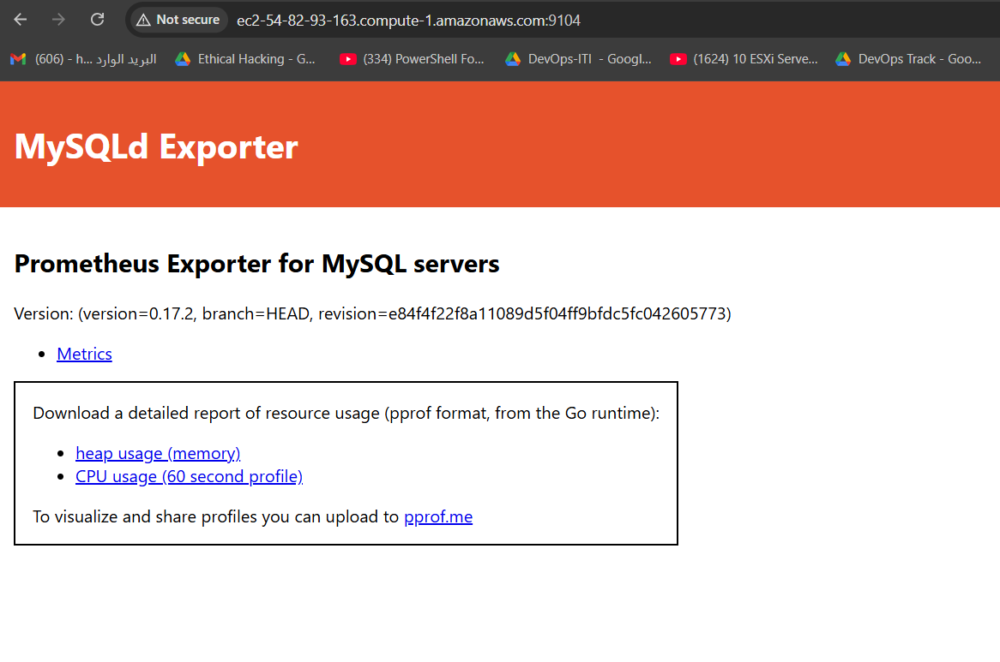 Not secure ec2-54-82-93-163.compute-1.amazonaws.com:9104
(606) - h... البريد الوارد Ethical Hacking - G... (334) PowerShell Fo... DevOps-ITI - Googl... (1624) 10 ESXi Serve... DevOps Track - Goo...
MySQLd Exporter
Prometheus Exporter for MySQL servers
Version: (version=0.17.2, branch=HEAD, revision=e84f4f22f8a11089d5f04ff9bfdc5fc042605773)
• Metrics
Download a detailed report of resource usage (pprof format, from the Go runtime):
• heap usage (memory)
• CPU usage (60 second profile)
To visualize and share profiles you can upload to pprof.me